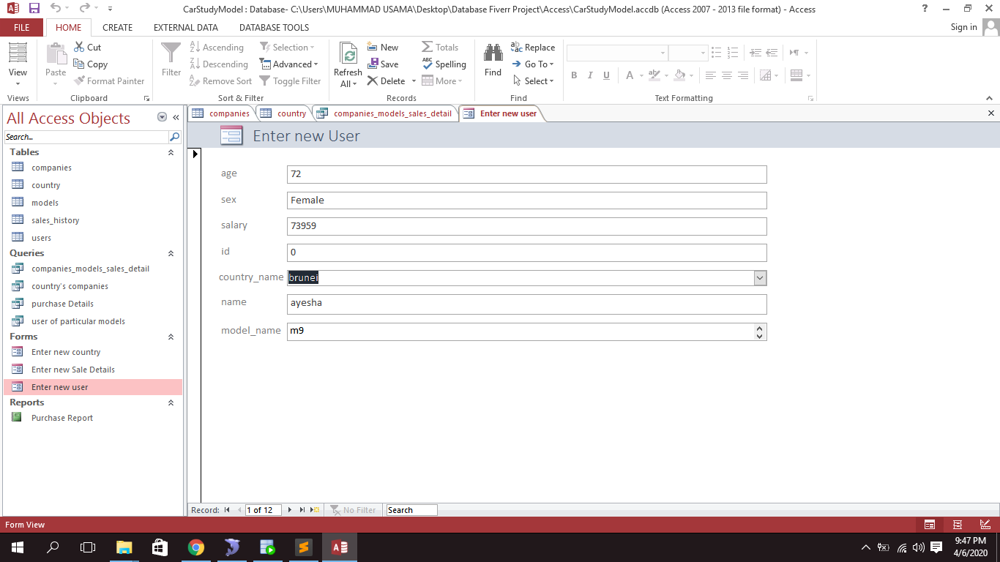 CarStudyModel : Database- C:\Users\MUHAMMAD USAMA\Desktop\Database Fiverr Project\Access\CarStudyModel.accdb (Access 2007 - 2013 file format) - Access
FILE HOME CREATE EXTERNAL DATA DATABASE TOOLS Sign in
View
Views
Paste
Cut
Copy
Format Painter
Clipboard
Filter
Ascending
Descending
Remove Sort
Selection
Advanced
Toggle Filter
Sort & Filter
Refresh
All
New
Save
Delete
Totals
Spelling
More
Records
Find
Replace
Go To
Select
Find
B I U A
Text Formatting
All Access Objects
Search...
Tables
companies
country
models
sales_history
users
Queries
companies_models_sales_detail
country's companies
purchase Details
user of particular models
Forms
Enter new country
Enter new Sale Details
Enter new user
Reports
Purchase Report
companies country companies_models_sales_detail Enter new user
Enter new User
age 72
sex Female
salary 73959
id 0
country_name brunei
name ayesha
model_name m9
Record: 1 of 12 No Filter Search
Form View
9:47 PM
4/6/2020